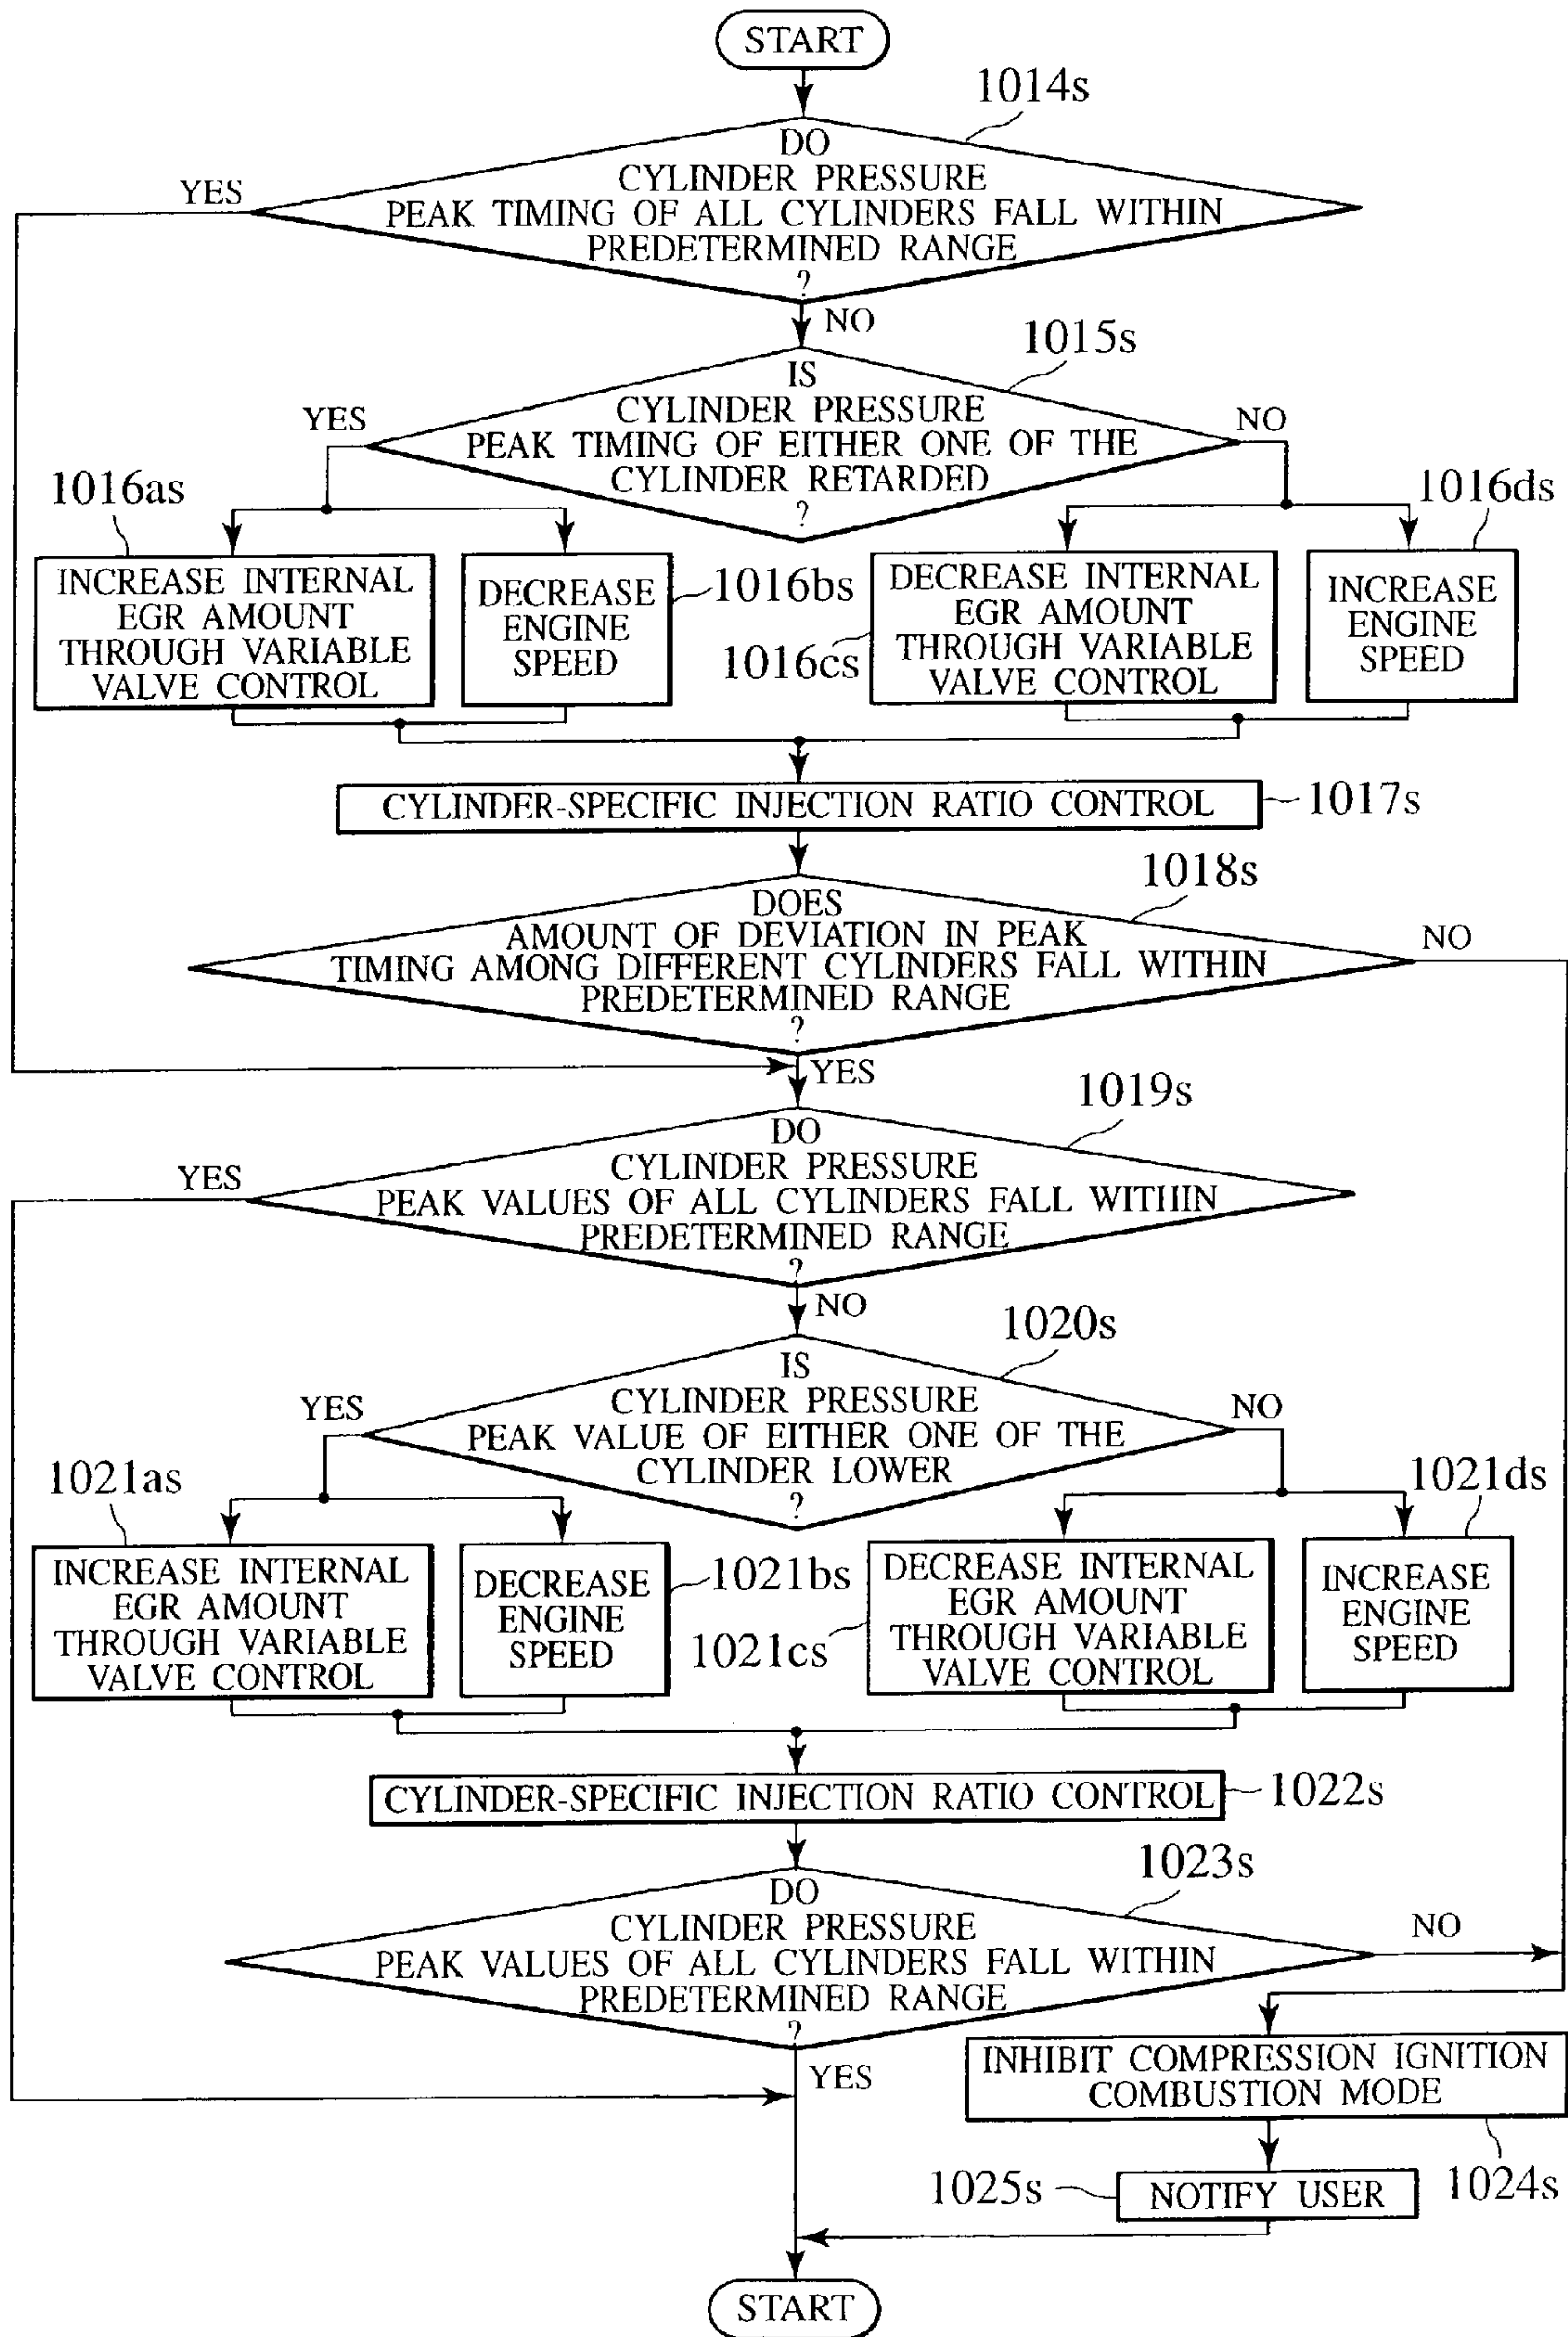 START
1014s
DO
CYLINDER PRESSURE
PEAK TIMING OF ALL CYLINDERS FALL WITHIN
PREDETERMINED RANGE
?
YES
NO
1015s
IS
CYLINDER PRESSURE
PEAK TIMING OF EITHER ONE OF THE
CYLINDER RETARDED
?
YES
NO
1016as
INCREASE INTERNAL
EGR AMOUNT
THROUGH VARIABLE
VALVE CONTROL
DECREASE
ENGINE
SPEED
1016bs
1016cs
DECREASE INTERNAL
EGR AMOUNT
THROUGH VARIABLE
VALVE CONTROL
1016ds
INCREASE
ENGINE
SPEED
CYLINDER-SPECIFIC INJECTION RATIO CONTROL
1017s
1018s
DOES
AMOUNT OF DEVIATION IN PEAK
TIMING AMONG DIFFERENT CYLINDERS FALL WITHIN
PREDETERMINED RANGE
?
NO
YES
1019s
DO
CYLINDER PRESSURE
PEAK VALUES OF ALL CYLINDERS FALL WITHIN
PREDETERMINED RANGE
?
YES
NO
1020s
IS
CYLINDER PRESSURE
PEAK VALUE OF EITHER ONE OF THE
CYLINDER LOWER
?
YES
NO
1021as
INCREASE INTERNAL
EGR AMOUNT
THROUGH VARIABLE
VALVE CONTROL
DECREASE
ENGINE
SPEED
1021bs
1021cs
DECREASE INTERNAL
EGR AMOUNT
THROUGH VARIABLE
VALVE CONTROL
1021ds
INCREASE
ENGINE
SPEED
CYLINDER-SPECIFIC INJECTION RATIO CONTROL
1022s
1023s
DO
CYLINDER PRESSURE
PEAK VALUES OF ALL CYLINDERS FALL WITHIN
PREDETERMINED RANGE
?
NO
YES
INHIBIT COMPRESSION IGNITION
COMBUSTION MODE
1024s
1025s
NOTIFY USER
START